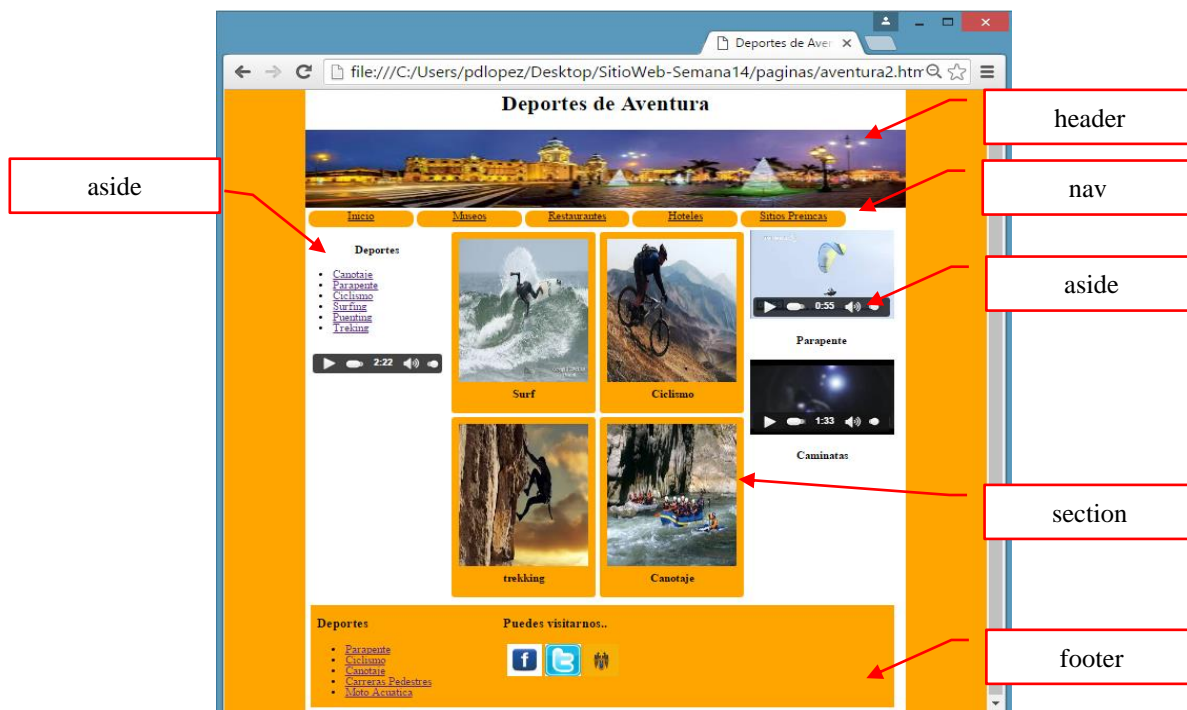 Deportes de Aver
file:///C:/Users/pdlopez/Desktop/SitioWeb-Semana14/paginas/aventura2.htm
Deportes de Aventura
header
aside
nav
Inicio Museos Restaurantes Hoteles Sitios Preincas
Deportes
Canotaje
Parapente
Ciclismo
Surfing
Puenting
Treking
2:22
Surf
Ciclismo
trekking
Canotaje
0:55
Parapente
1:33
Caminatas
aside
section
Deportes
Parapente
Ciclismo
Canotaje
Carreras Pedestres
Moto Acuatica
Puedes visitarnos..
f
footer